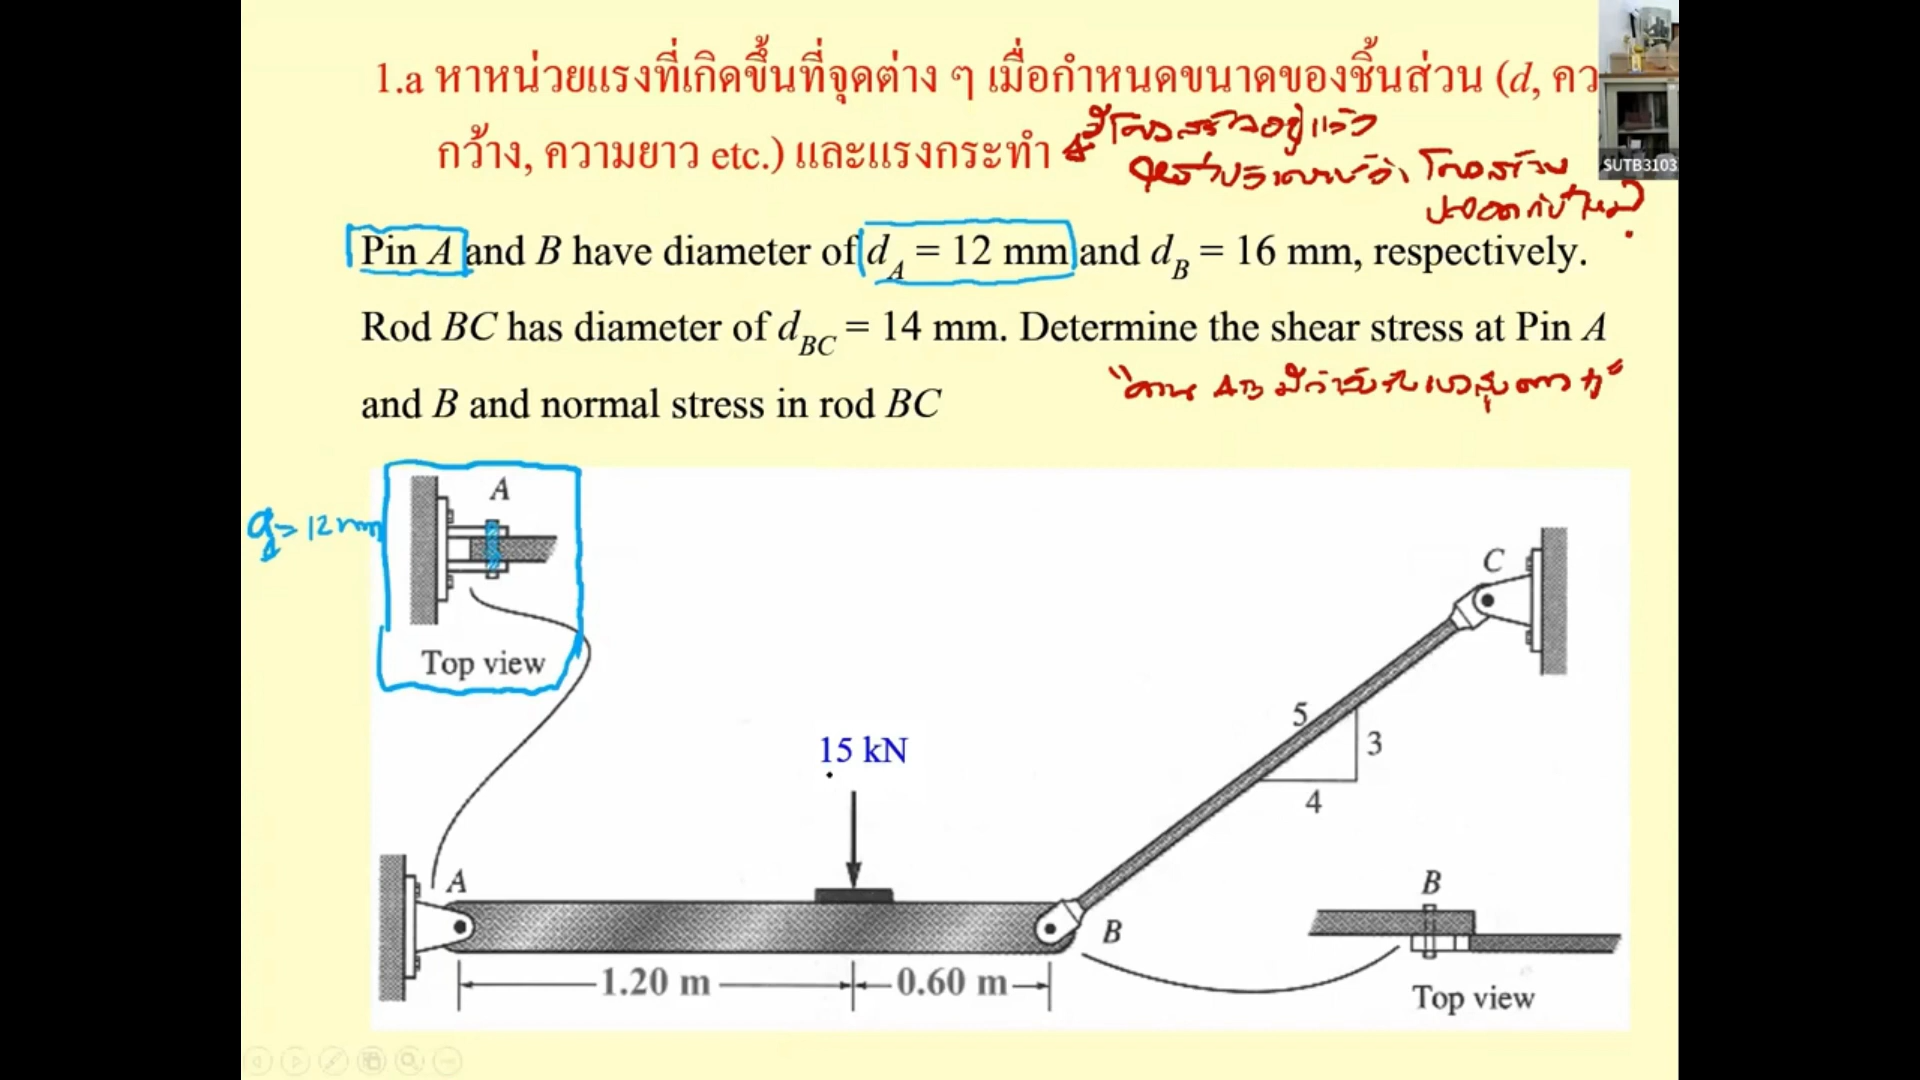 1.a หาหน่วยแรงที่เกิดขึ้นที่จุดต่าง ๆ เมื่อกำหนดขนาดของชิ้นส่วน (d, คว
กว้าง, ความยาว etc.) และแรงกระทำ
SUTB3103
Pin A and B have diameter of d_A = 12 mm and d_B = 16 mm, respectively.
Rod BC has diameter of d_BC = 14 mm. Determine the shear stress at Pin A
and B and normal stress in rod BC
A
= 12 mm
Top view
C
5
3
4
15 kN
A
B
B
1.20 m
0.60 m
Top view